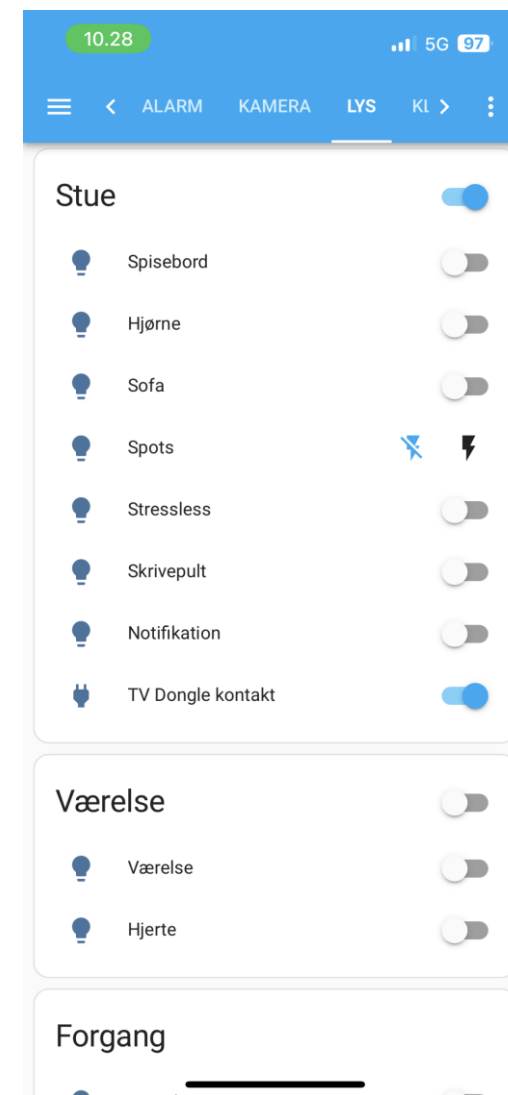 10.28
5G 97
ALARM KAMERA LYS
Stue
Spisebord
Hjørne
Sofa
Spots
Stressless
Skrivepult
Notifikation
TV Dongle kontakt
Værelse
Værelse
Hjerte
Forgang